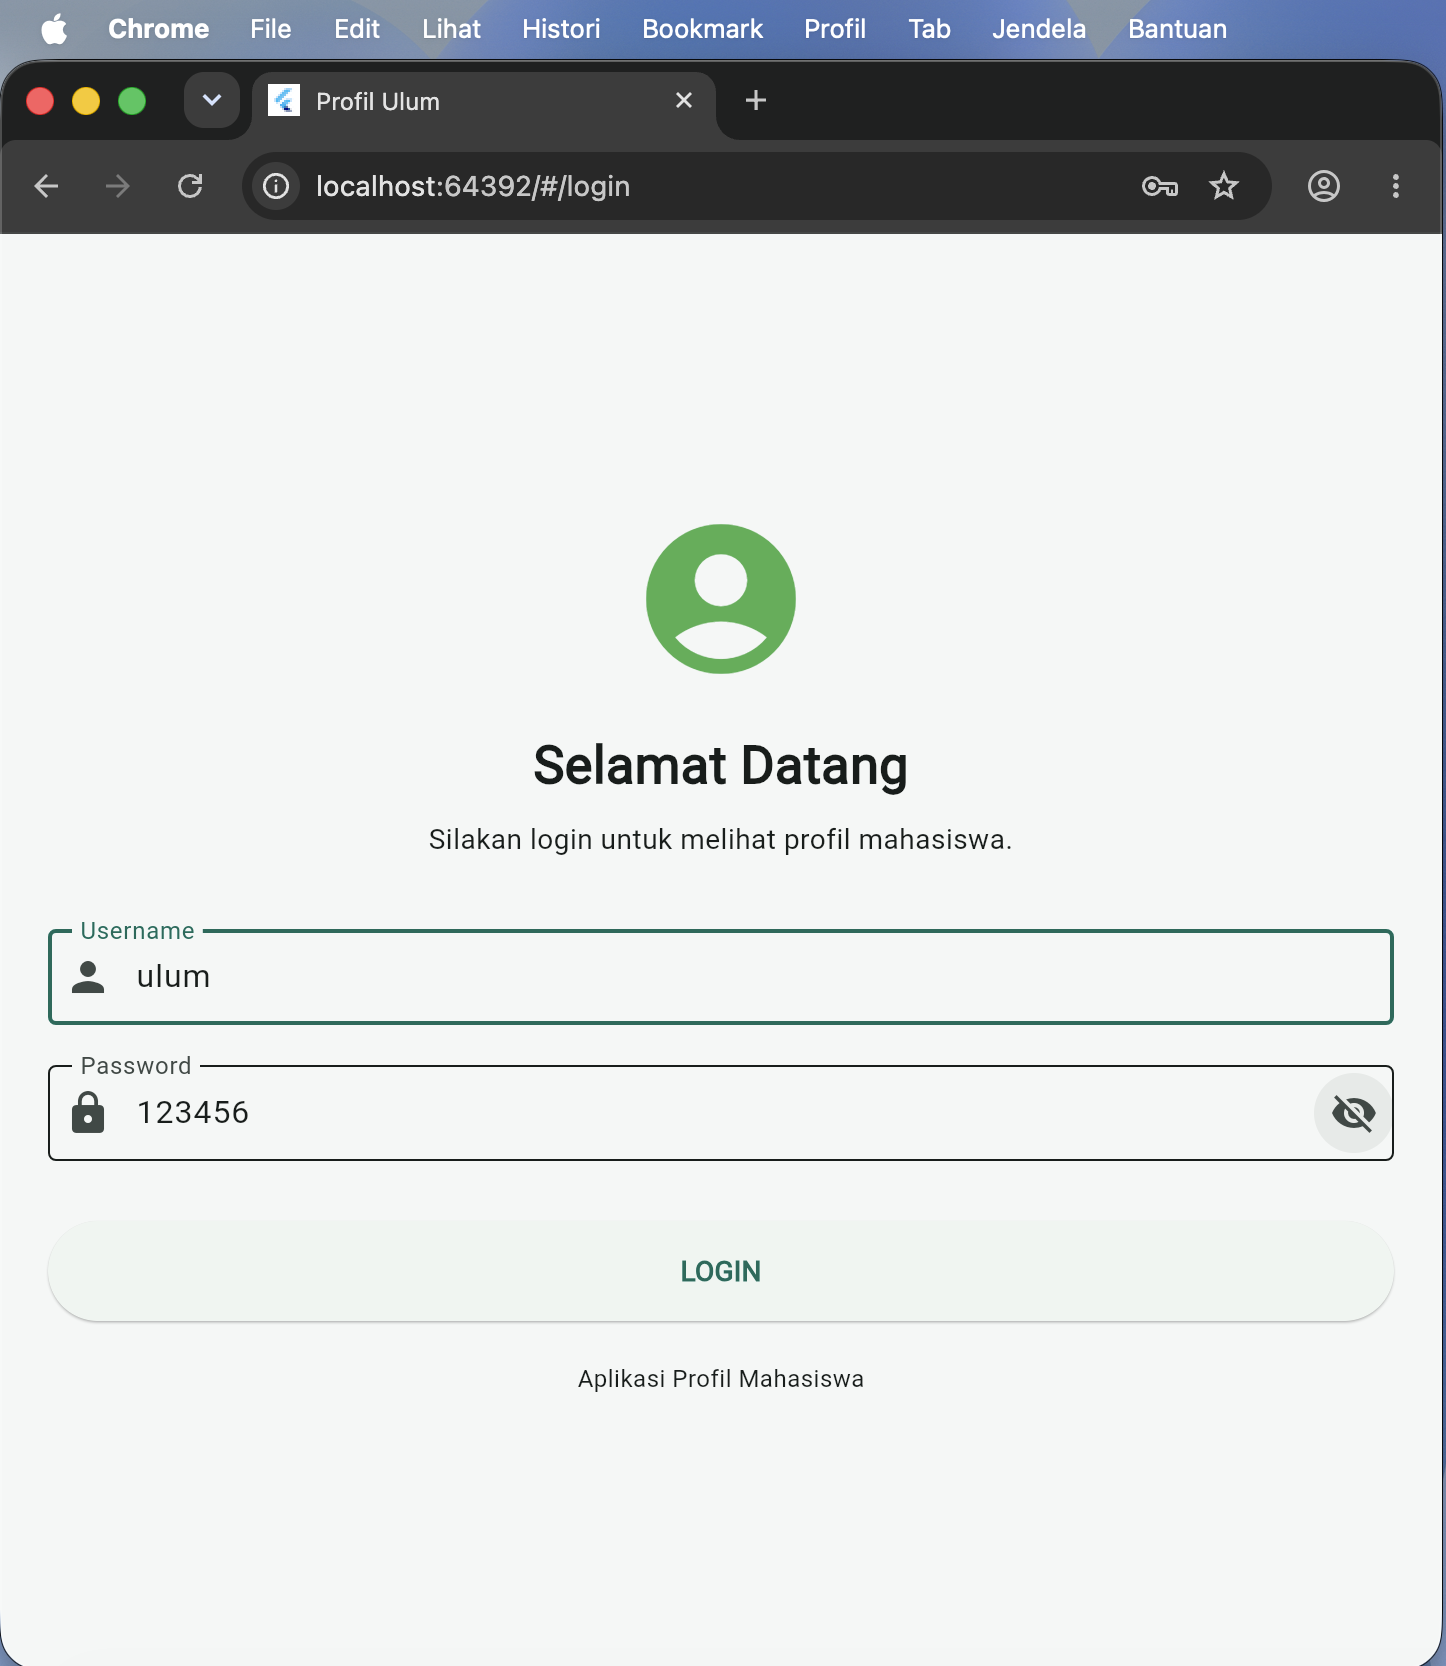 Chrome File Edit Lihat Histori Bookmark Profil Tab Jendela Bantuan
Profil Ulum
localhost:64392/#/login
Selamat Datang
Silakan login untuk melihat profil mahasiswa.
Username
ulum
Password
123456
LOGIN
Aplikasi Profil Mahasiswa